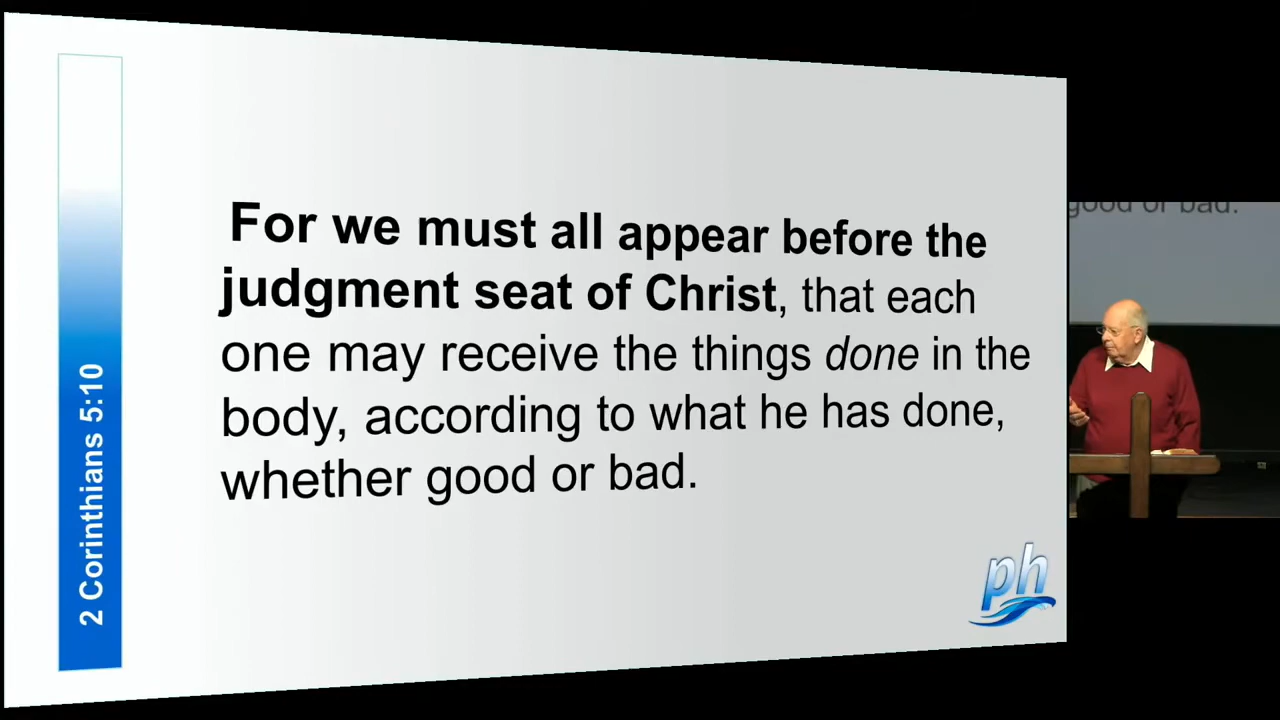 For we must all appear before the
judgment seat of Christ, that each
one may receive the things done in the
body, according to what he has done,
whether good or bad.
2 Corinthians 5:10
ph
good or bad.